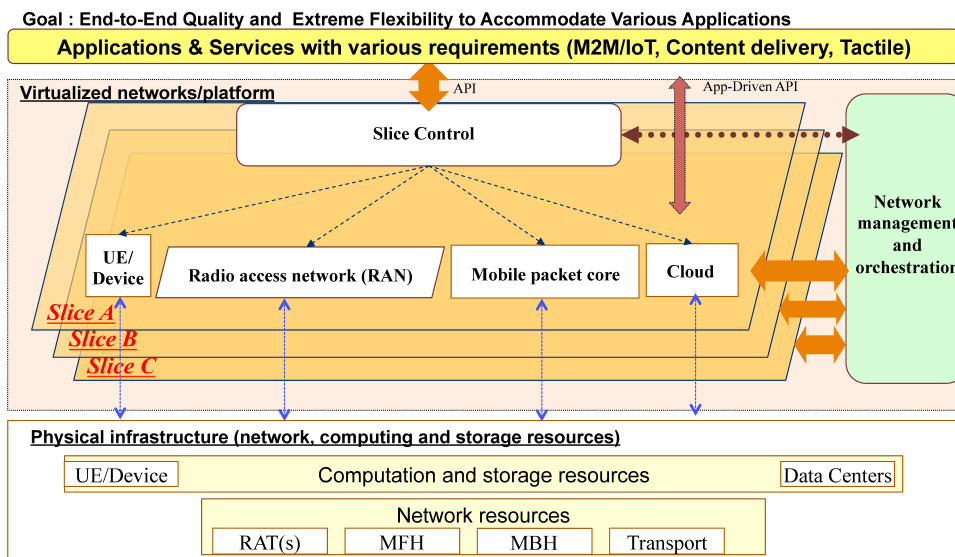 Goal : End-to-End Quality and Extreme Flexibility to Accommodate Various Applications
Applications & Services with various requirements (M2M/IoT, Content delivery, Tactile)
API
App-Driven API
Virtualized networks/platform
Slice Control
Network
management
and
orchestration
UE/
Device
Radio access network (RAN)
Mobile packet core
Cloud
Slice A
Slice B
Slice C
Physical infrastructure (network, computing and storage resources)
UE/Device
Computation and storage resources
Data Centers
Network resources
RAT(s)
MFH
MBH
Transport